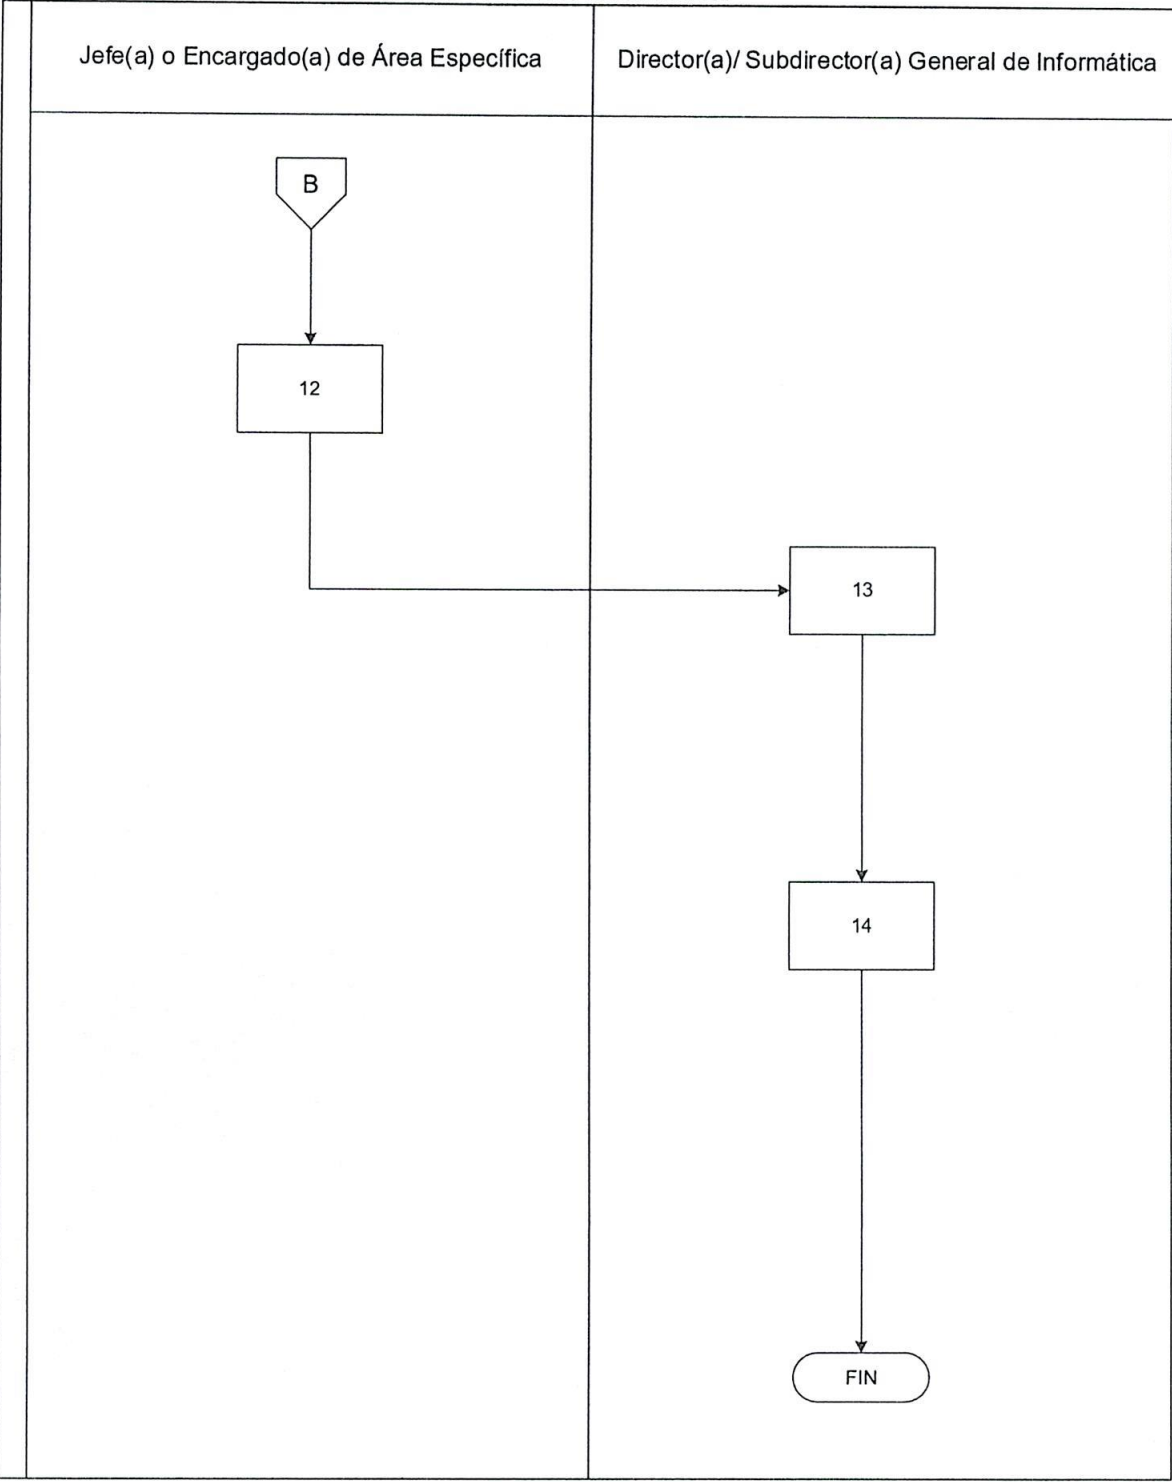 Jefe(a) o Encargado(a) de Área Específica
Director(a)/ Subdirector(a) General de Informática
B
12
13
14
FIN